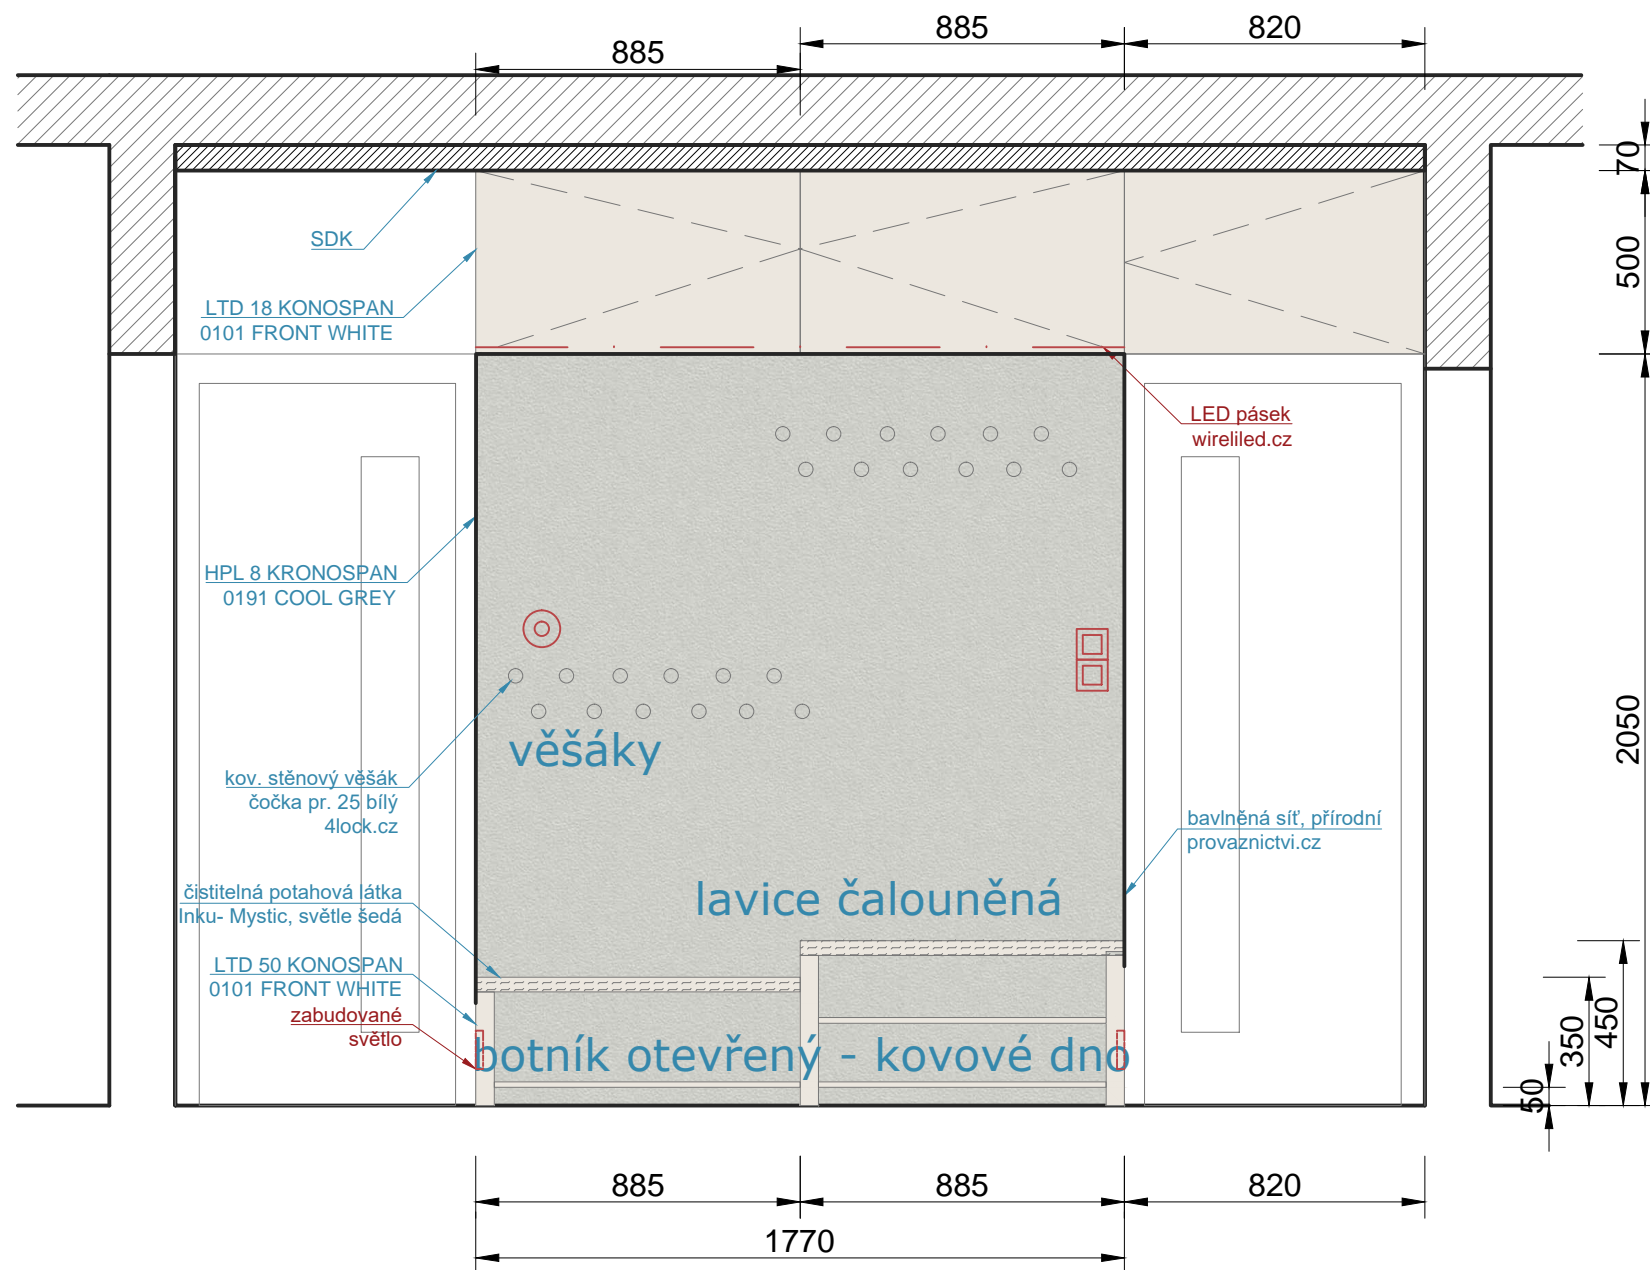 885
820
885
70
SDK
500
LTD 18 KONOSPAN
0101 FRONT WHITE
LED pásek
wireliled.cz
HPL 8 KRONOSPAN
0191 COOL GREY
2050
věšáky
kov. stěnový věšák
čočka pr. 25 bílý
4lock.cz
bavlněná síť, přírodní
provaznictvi.cz
čistitelná potahová látka
Inku- Mystic, světle šedá
lavice čalouněná
LTD 50 KONOSPAN
0101 FRONT WHITE
zabudované
světlo
botník otevřený - kovové dno
50
350
450
885
885
820
1770